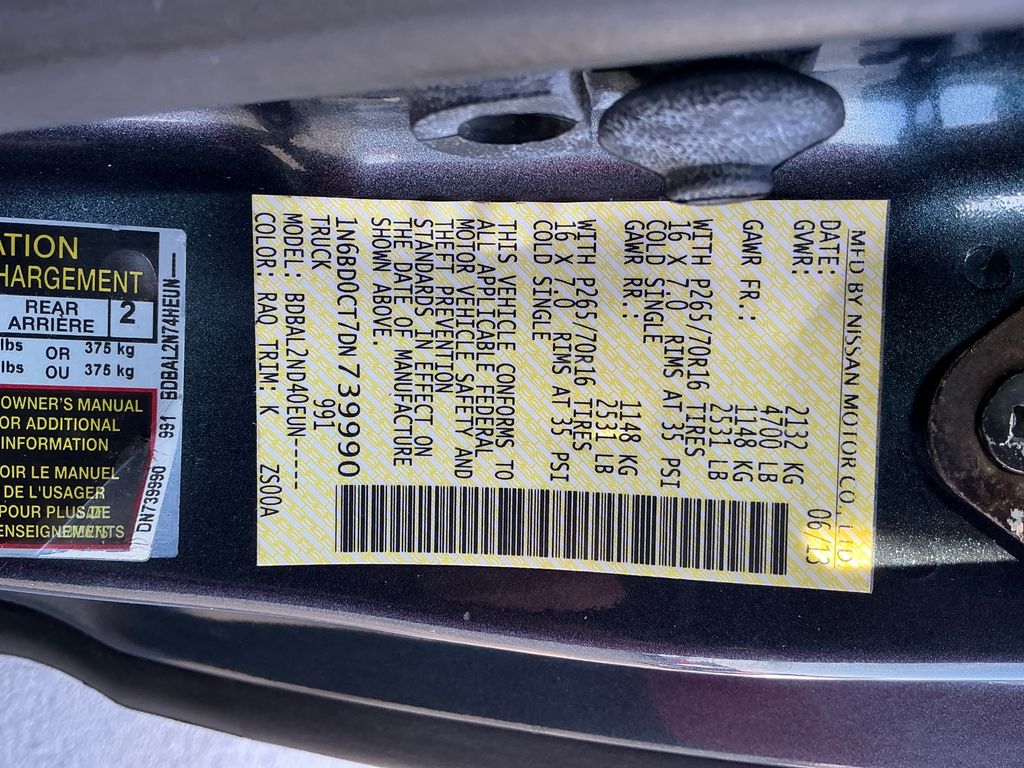 MFD BY NISSAN MOTOR CO., LTD
DATE: 06/13
GVWR: 2132 KG
4700 LB
GAWR FR.: 1148 KG
2531 LB
WITH P265/70R16 TIRES
16 X 7.0 RIMS AT 35 PSI
COLD SINGLE
GAWR RR.: 1148 KG
2531 LB
WITH P265/70R16 TIRES
16 X 7.0 RIMS AT 35 PSI
COLD SINGLE
THIS VEHICLE CONFORMS TO
ALL APPLICABLE FEDERAL
MOTOR VEHICLE SAFETY AND
THEFT PREVENTION
STANDARDS IN EFFECT ON
THE DATE OF MANUFACTURE
SHOWN ABOVE.
1N6BD0CT7DN739990
TRUCK 991
MODEL: BDBAL2ND40EUN-----
COLOR: RAO TRIM: K ZS00A
ATION
HARGEMENT
REAR
ARRIÈRE 2
lbs OR 375 kg
lbs OU 375 kg
OWNER'S MANUAL
OR ADDITIONAL
INFORMATION
OIR LE MANUEL
DE L'USAGER
POUR PLUS DE
ENSEIGNEMENTS
DN739990 991 BDBAL2N74HEUN----